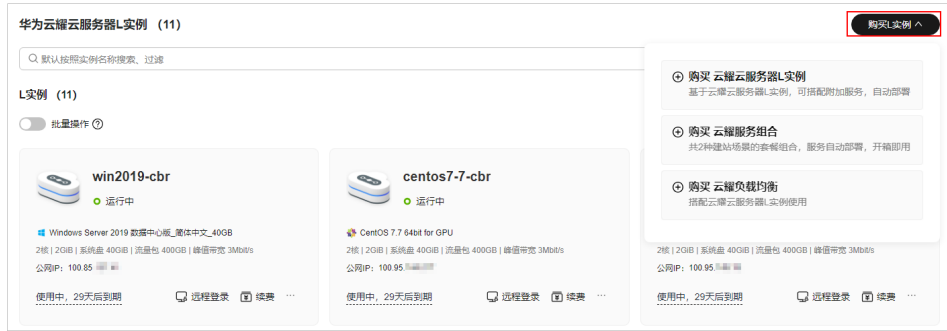 华为云耀云服务器L实例 (11)
购买L实例
默认按照实例名称搜索、过滤
购买 云耀云服务器L实例
基于云耀云服务器L实例，可搭配附加服务，自动部署
购买 云耀服务组合
共2种建站场景的套餐组合，服务自动部署，开箱即用
购买 云耀负载均衡
搭配云耀云服务器L实例使用
L实例 (11)
批量操作
win2019-cbr
运行中
Windows Server 2019 数据中心版_简体中文_40GB
2核 | 2GiB | 系统盘 40GiB | 流量包 400GB | 峰值带宽 3Mbit/s
公网IP: 100.85
使用中，29天后到期 远程登录 续费 ...
centos7-7-cbr
运行中
CentOS 7.7 64bit for GPU
2核 | 2GiB | 系统盘 40GiB | 流量包 400GB | 峰值带宽 3Mbit/s
公网IP: 100.95.
使用中，29天后到期 远程登录 续费 ...
2核 | 2GiB | 系统盘 40GiB | 流量包 400GB | 峰值带宽 3Mbit/s
公网IP: 100.95.
使用中，29天后到期 远程登录 续费 ...